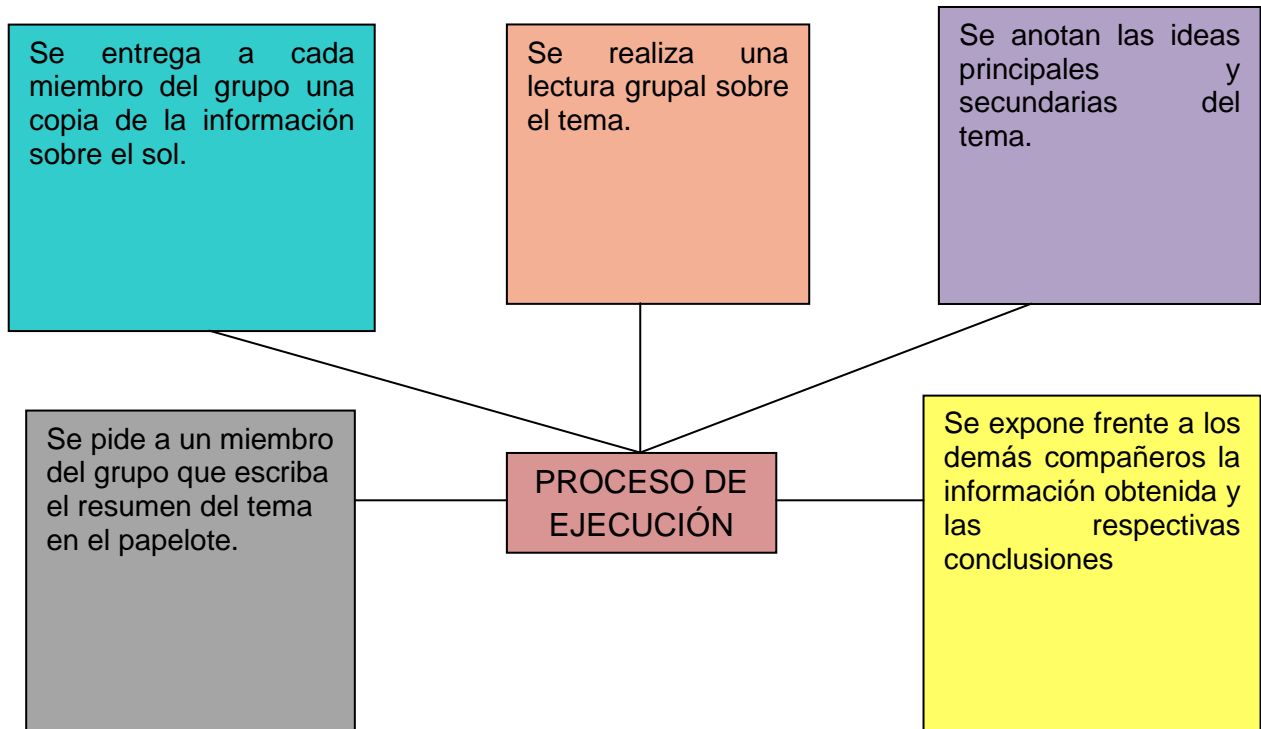 Se entrega a cada
miembro del grupo una
copia de la información
sobre el sol.
Se realiza una
lectura grupal sobre
el tema.
Se anotan las ideas
principales y
secundarias del
tema.
Se pide a un miembro
del grupo que escriba
el resumen del tema
en el papelote.
PROCESO DE
EJECUCIÓN
Se expone frente a los
demás compañeros la
información obtenida y
las respectivas
conclusiones